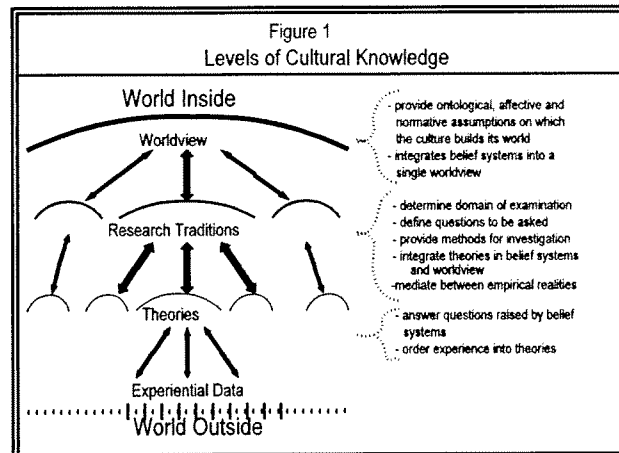 Figure 1
Levels of Cultural Knowledge
World Inside
Worldview
Research Traditions
Theories
Experiential Data
World Outside
- provide ontological, affective and
normative assumptions on which
the culture builds its world
- integrates belief systems into a
single worldview
- determine domain of examination
- define questions to be asked
- provide methods for investigation
- integrate theories in belief systems
and worldview
-mediate between empirical realities
- answer questions raised by belief
systems
- order experience into theories